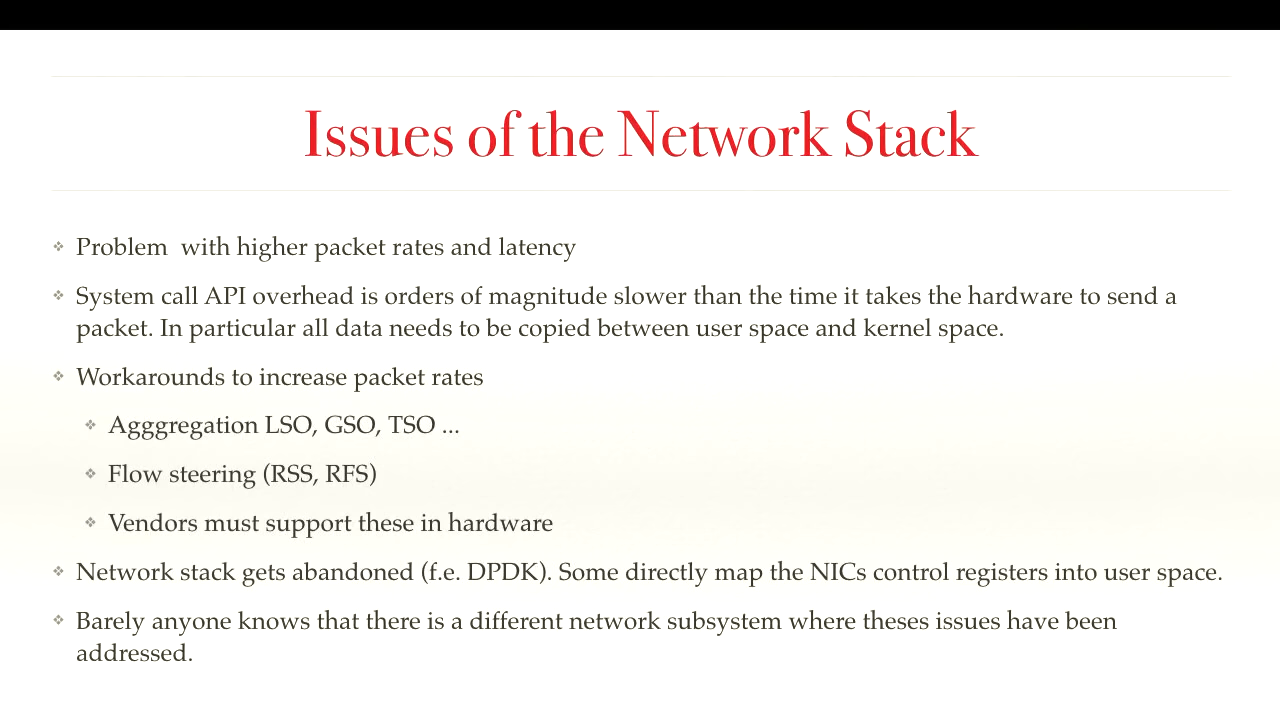 Issues of the Network Stack
❖ Problem  with higher packet rates and latency
❖ System call API overhead is orders of magnitude slower than the time it takes the hardware to send a
packet. In particular all data needs to be copied between user space and kernel space.
❖ Workarounds to increase packet rates
❖ Agggregation LSO, GSO, TSO ...
❖ Flow steering (RSS, RFS)
❖ Vendors must support these in hardware
❖ Network stack gets abandoned (f.e. DPDK). Some directly map the NICs control registers into user space.
❖ Barely anyone knows that there is a different network subsystem where theses issues have been
addressed.